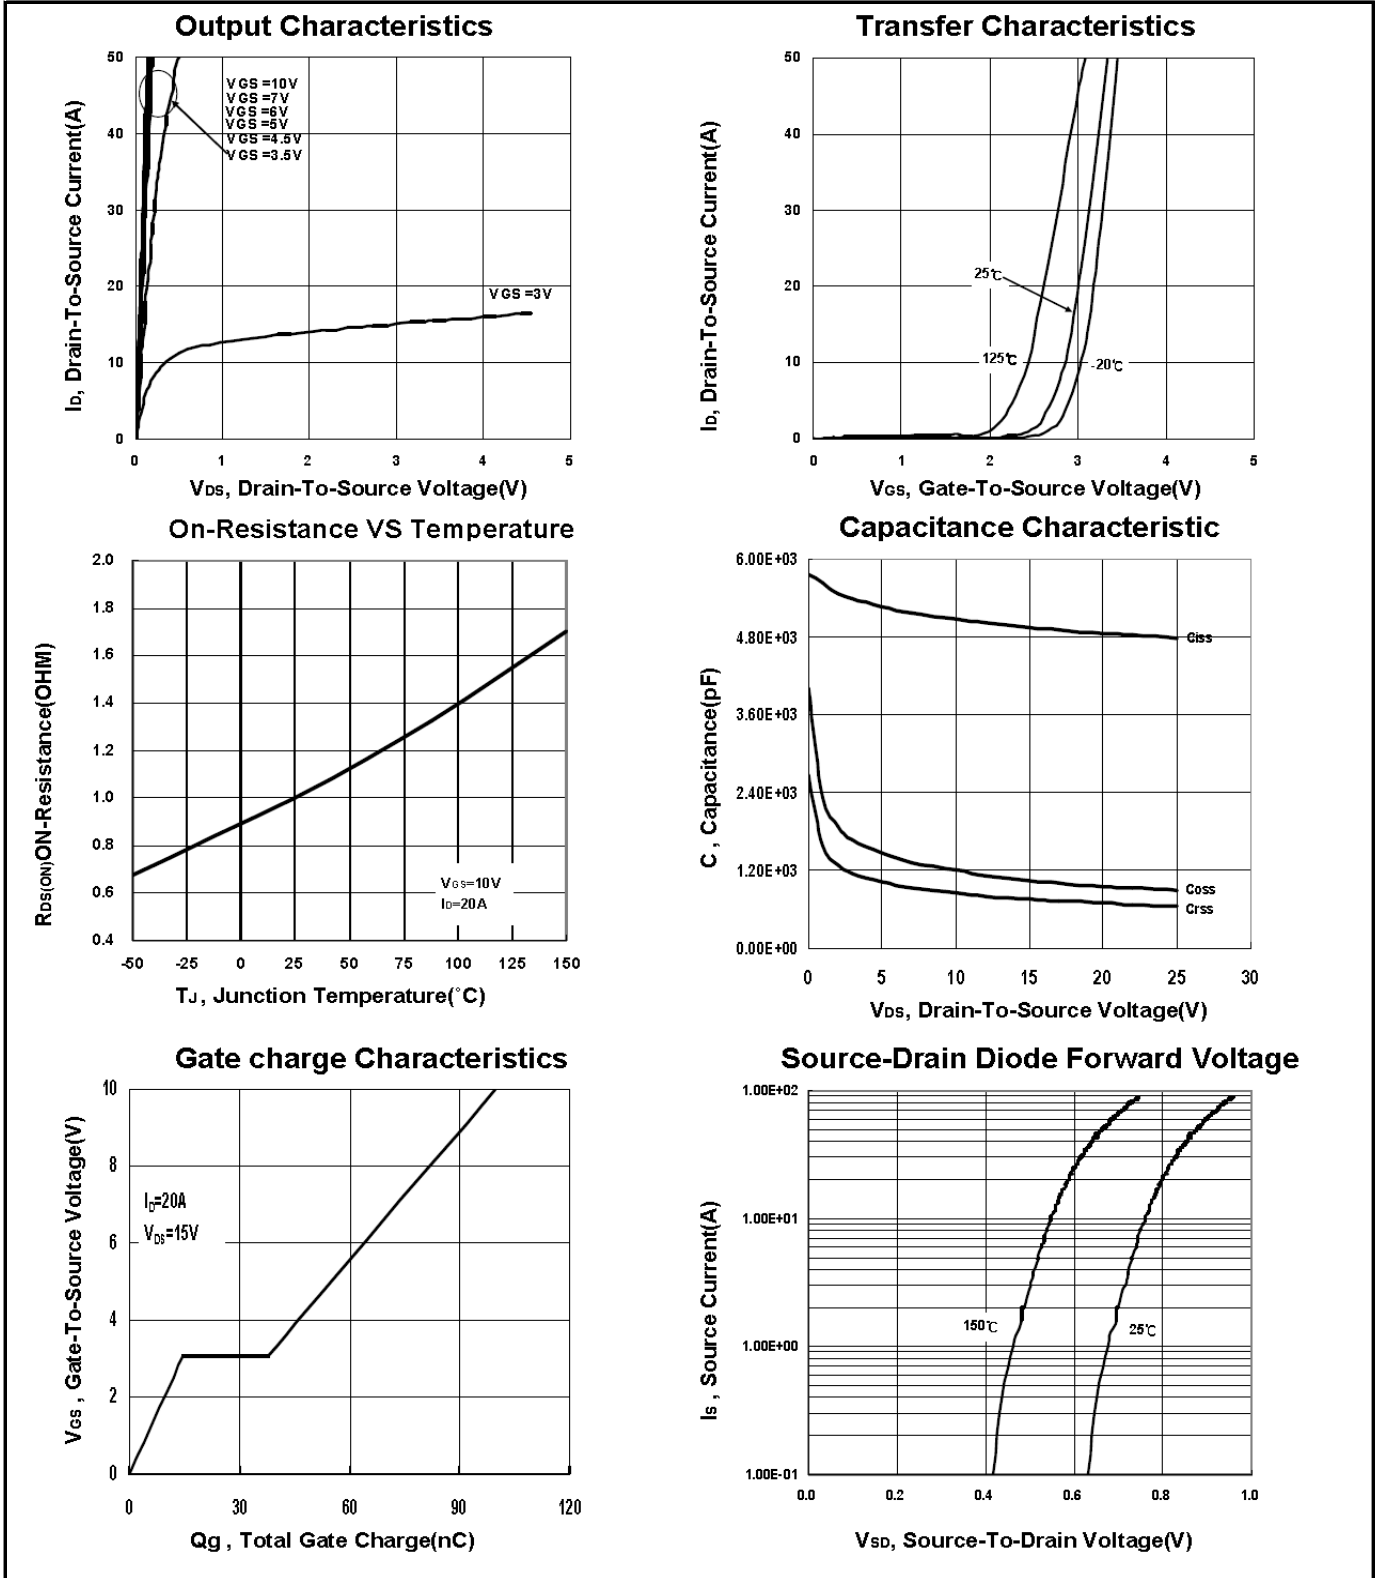 Output Characteristics
50
40
30
20
10
0
0 1 2 3 4 5
VGS=10V
VGS=7V
VGS=6V
VGS=5V
VGS=4.5V
VGS=3.5V
VGS=3V
ID, Drain-To-Source Current(A)
VDS, Drain-To-Source Voltage(V)
Transfer Characteristics
50
40
30
20
10
0
0 1 2 3 4 5
25℃
125℃
-20℃
ID, Drain-To-Source Current(A)
VGS, Gate-To-Source Voltage(V)
On-Resistance VS Temperature
2.0
1.8
1.6
1.4
1.2
1.0
0.8
0.6
0.4
-50 -25 0 25 50 75 100 125 150
VGS=10V
ID=20A
RDS(ON)ON-Resistance(OHM)
TJ , Junction Temperature(˚C)
Capacitance Characteristic
6.00E+03
4.80E+03
3.60E+03
2.40E+03
1.20E+03
0.00E+00
0 5 10 15 20 25 30
Ciss
Coss
Crss
C , Capacitance(pF)
VDS, Drain-To-Source Voltage(V)
Gate charge Characteristics
10
8
6
4
2
0
0 30 60 90 120
ID=20A
VDS=15V
VGS , Gate-To-Source Voltage(V)
Qg , Total Gate Charge(nC)
Source-Drain Diode Forward Voltage
1.00E+02
1.00E+01
1.00E+00
1.00E-01
0.0 0.2 0.4 0.6 0.8 1.0
150℃
25℃
IS , Source Current(A)
VSD, Source-To-Drain Voltage(V)